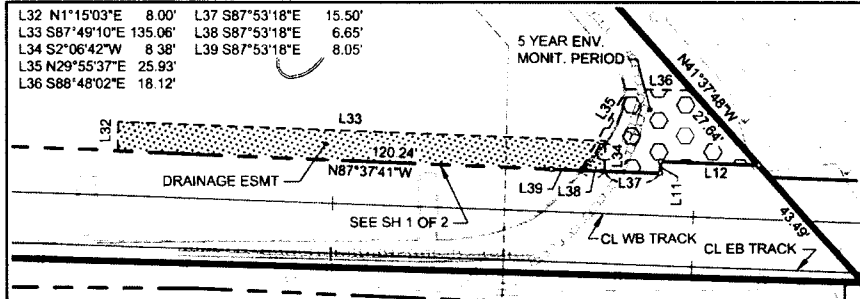 L32 N1°15'03"E 8.00' L37 S87°53'18"E 15.50'
L33 S87°49'10"E 135.06' L38 S87°53'18"E 6.65'
L34 S2°06'42"W 8.38' L39 S87°53'18"E 8.05'
L35 N29°55'37"E 25.93'
L36 S88°48'02"E 18.12'
5 YEAR ENV.
MONIT. PERIOD
N41°37'48"W
L36
27.64'
L35
L33
L32
L34
120.24'
N87°37'41"W
DRAINAGE ESMT
L39
L38
L37
L11
L12
SEE SH 1 OF 2
43.49'
CL WB TRACK
CL EB TRACK